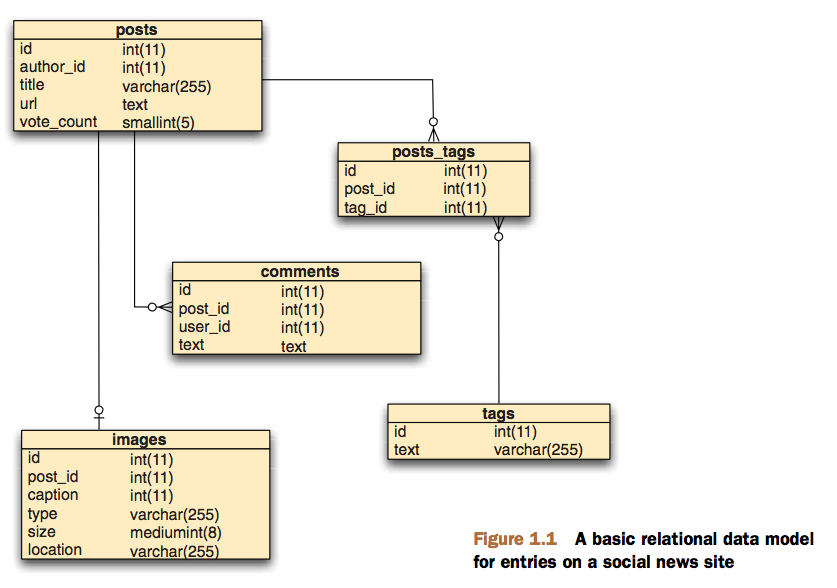 posts
id int(11)
author_id int(11)
title varchar(255)
url text
vote_count smallint(5)
posts_tags
id int(11)
post_id int(11)
tag_id int(11)
comments
id int(11)
post_id int(11)
user_id int(11)
text text
tags
id int(11)
text varchar(255)
images
id int(11)
post_id int(11)
caption int(11)
type varchar(255)
size mediumint(8)
location varchar(255)
Figure 1.1 A basic relational data model
for entries on a social news site